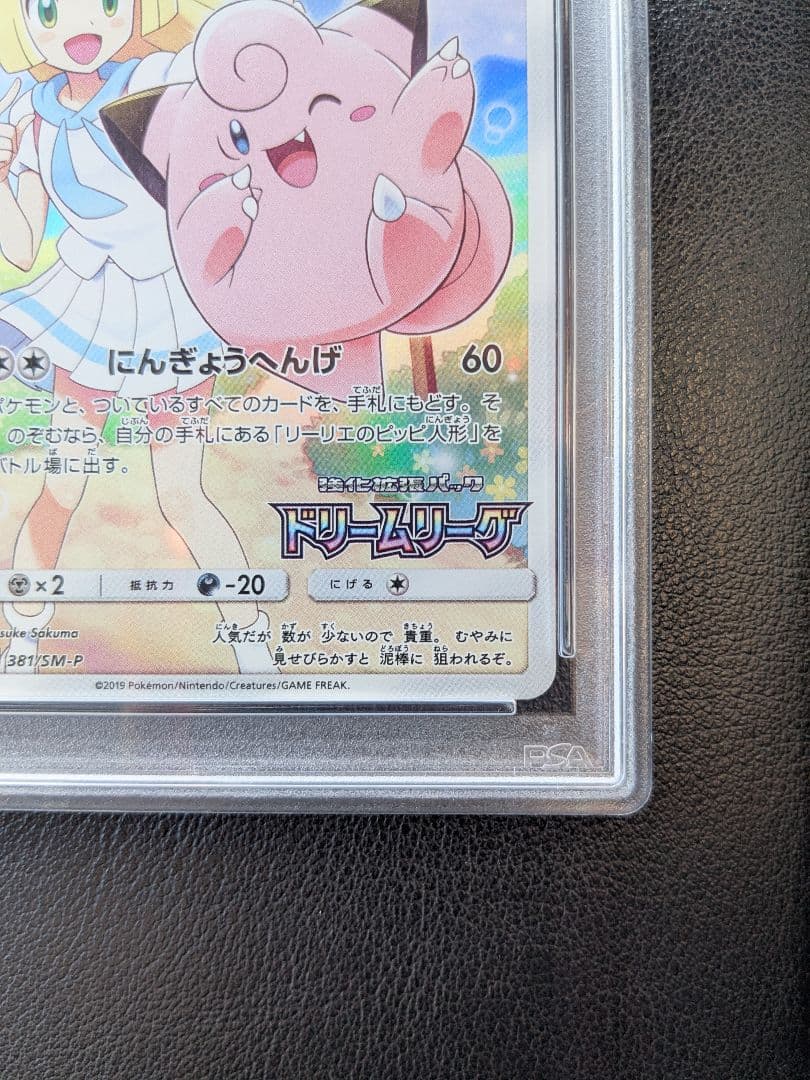 にんぎょうへんげ 60
ポケモンと、ついているすべてのカードを、手札にもどす。そ
のぞむなら、自分の手札にある「リーリエのピッピ人形」を
バトル場に出す。
強化拡張パック
ドリームリーグ
×2 抵抗力 -20 にげる
suke Sakuma
人気だが 数が 少ないので 貴重。 むやみに
381/SM-P
見せびらかすと 泥棒に 狙われるぞ。
©2019 Pokémon/Nintendo/Creatures/GAME FREAK.
PSA